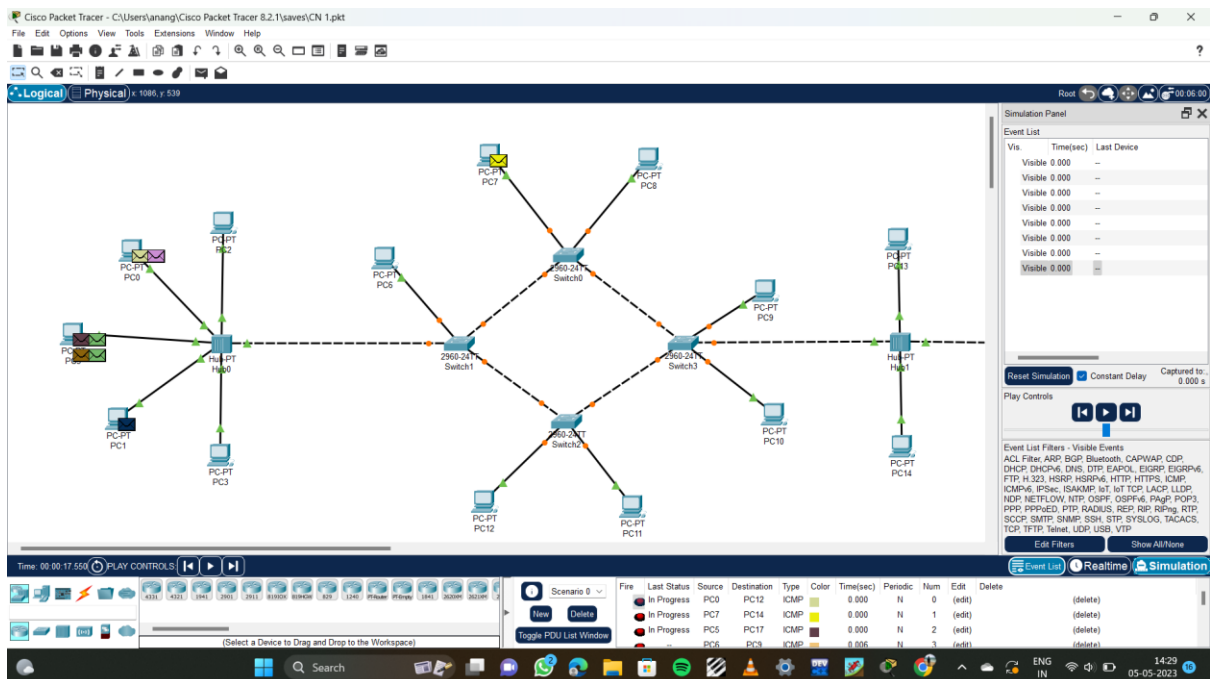 Cisco Packet Tracer - C:\Users\anang\Cisco Packet Tracer 8.2.1\saves\CN 1.pkt
File Edit Options View Tools Extensions Window Help
?
Logical Physical x: 1086, y: 539 Root 00:06:00
Simulation Panel
Event List
Vis. Time(sec) Last Device
Visible 0.000 --
Visible 0.000 --
Visible 0.000 --
Visible 0.000 --
Visible 0.000 --
Visible 0.000 --
Visible 0.000 --
Visible 0.000 --
PC-PT
PC7
PC-PT
PC8
PC-PT
PC2
PC-PT
PC0
PC-PT
PC6
2960-24TT
Switch0
PC-PT
PC13
PC-PT
PC9
Hub-PT
Hub0
2960-24TT
Switch1
2960-24TT
Switch3
Hub-PT
Hub1
PC-PT
PC1
PC-PT
PC3
2960-24TT
Switch2
PC-PT
PC10
PC-PT
PC14
PC-PT
PC12
PC-PT
PC11
Reset Simulation Constant Delay Captured to:
0.000 s
Play Controls
Event List Filters - Visible Events
ACL Filter, ARP, BGP, Bluetooth, CAPWAP, CDP,
DHCP, DHCPv6, DNS, DTP, EAPOL, EIGRP, EIGRPv6,
FTP, H.323, HSRP, HSRPv6, HTTP, HTTPS, ICMP,
ICMPv6, IPSec, ISAKMP, IoT, IoT TCP, LACP, LLDP,
NDP, NETFLOW, NTP, OSPF, OSPFv6, PAgP, POP3,
PPP, PPPoED, PTP, RADIUS, REP, RIP, RIPng, RTP,
SCCP, SMTP, SNMP, SSH, STP, SYSLOG, TACACS,
TCP, TFTP, Telnet, UDP, USB, VTP
Edit Filters Show All/None
Time: 00:00:17.550 PLAY CONTROLS: Event List Realtime Simulation
4331 4321 1941 2901 2911 819IOX 819HGW 829 1240 PT-Router PT-Empty 1841 2620XM 2621XM
(Select a Device to Drag and Drop to the Workspace)
Scenario 0
New Delete
Toggle PDU List Window
Fire Last Status Source Destination Type Color Time(sec) Periodic Num Edit Delete
In Progress PC0 PC12 ICMP 0.000 N 0 (edit) (delete)
In Progress PC7 PC14 ICMP 0.000 N 1 (edit) (delete)
In Progress PC5 PC17 ICMP 0.000 N 2 (edit) (delete)
-- PC6 PC9 ICMP 0.006 N 3 (edit) (delete)
Search
DEV
ENG
IN
14:29
05-05-2023
16